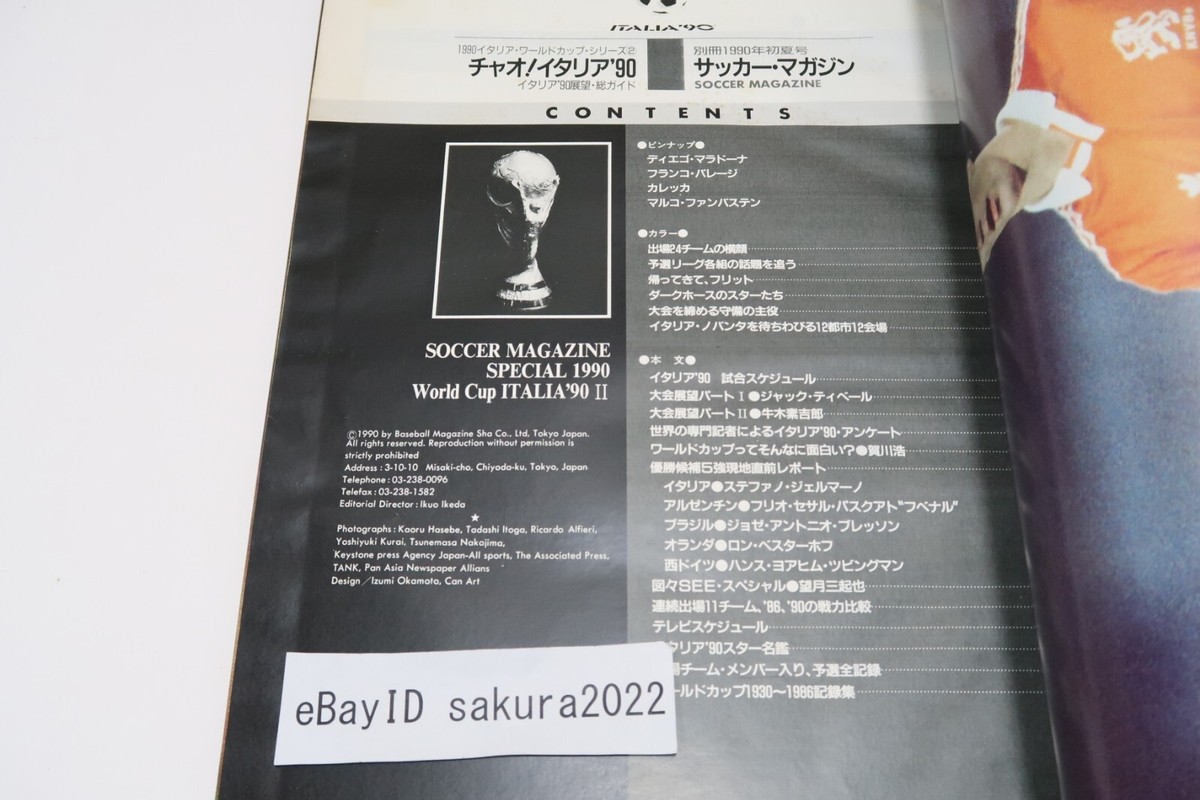 ITALIA'90
1990イタリア・ワールドカップ・シリーズ②
チャオ!イタリア'90
イタリア'90展望・総ガイド
別冊1990年初夏号
サッカー・マガジン
SOCCER MAGAZINE
CONTENTS
SOCCER MAGAZINE
SPECIAL 1990
World Cup ITALIA'90 II
©1990 by Baseball Magazine Sha Co., Ltd, Tokyo Japan.
All rights reserved. Reproduction without permission is
strictly prohibited
Address : 3-10-10 Misaki-cho, Chiyoda-ku, Tokyo, Japan
Telephone : 03-238-0096
Telefax : 03-238-1582
Editorial Director : Ikuo Ikeda
★
Photographs : Kaoru Hasebe, Tadashi Itoga, Ricardo Alfieri,
Yoshiyuki Kurai, Tsunemasa Nakajima,
Keystone press Agency Japan-All sports, The Associated Press,
TANK, Pan Asia Newspaper Allians
Design／Izumi Okamoto, Can Art
●ピンナップ●
ディエゴ・マラドーナ
フランコ・バレージ
カレッカ
マルコ・ファンバステン
●カラー●
出場24チームの横顔
予選リーグ各組の話題を追う
帰ってきて、フリット
ダークホースのスターたち
大会を締める守備の主役
イタリア・ノバンタを待ちわびる12都市12会場
●本 文●
イタリア'90 試合スケジュール
大会展望パートⅠ●ジャック・ティベール
大会展望パートⅡ●牛木素吉郎
世界の専門記者によるイタリア'90・アンケート
ワールドカップってそんなに面白い?●賀川浩
優勝候補5強現地直前レポート
イタリア●ステファノ・ジェルマーノ
アルゼンチン●フリオ・セサル・パスクアト"フベナル"
ブラジル●ジョゼ・アントニオ・ブレッソン
オランダ●ロン・ベスターホフ
西ドイツ●ハンス・ヨアヒム・ツビングマン
図々SEE・スペシャル●望月三起也
連続出場11チーム、'86、'90の戦力比較
テレビスケジュール
タリア'90スター名鑑
場チーム・メンバー入り、予選全記録
ールドカップ1930〜1986記録集
eBayID sakura2022